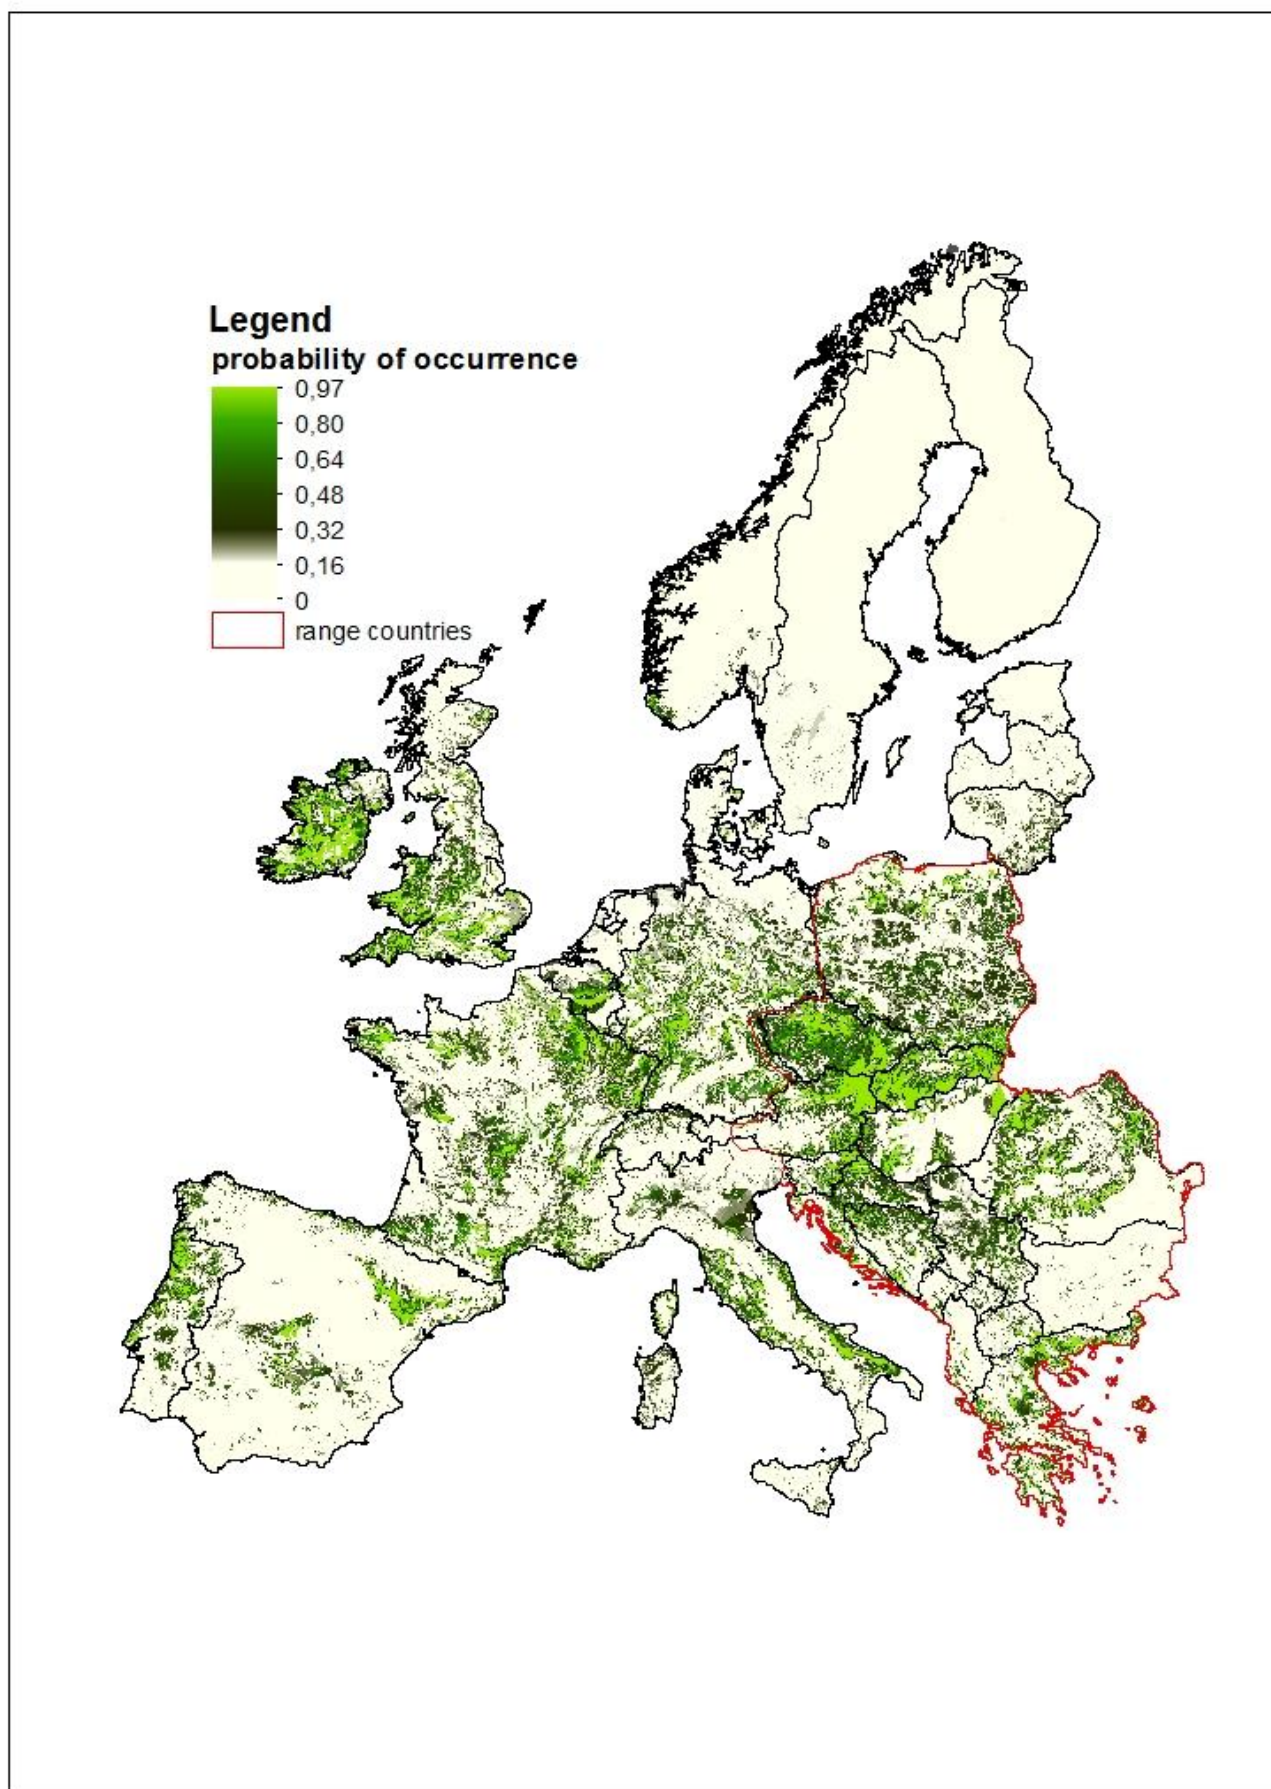 Legend
probability of occurrence
0,97
0,80
0,64
0,48
0,32
0,16
0
range countries